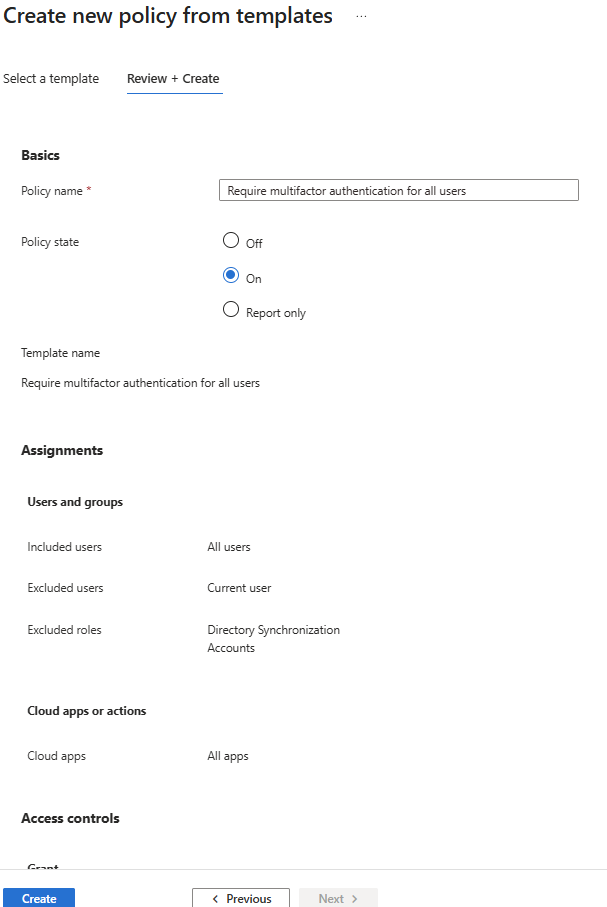 Create new policy from templates ...
Select a template Review + Create
Basics
Policy name * Require multifactor authentication for all users
Policy state Off
On
Report only
Template name
Require multifactor authentication for all users
Assignments
Users and groups
Included users All users
Excluded users Current user
Excluded roles Directory Synchronization
Accounts
Cloud apps or actions
Cloud apps All apps
Access controls
Grant
Create < Previous Next >